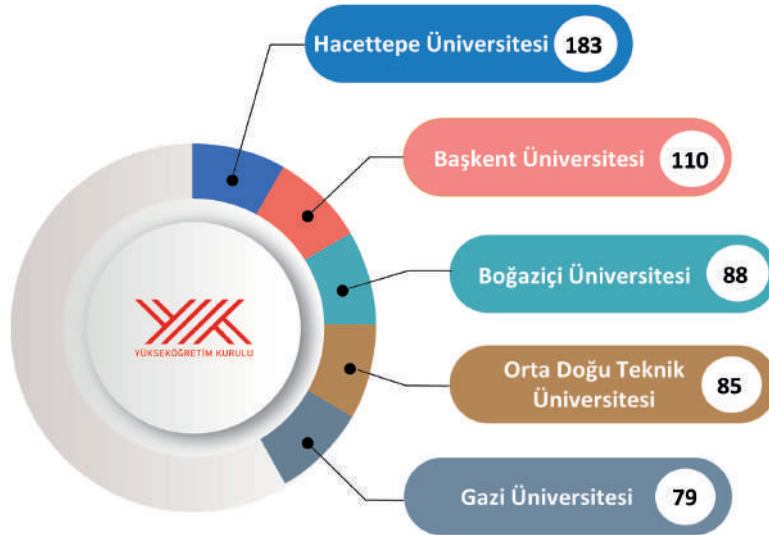 Hacettepe Üniversitesi 183
Başkent Üniversitesi 110
Boğaziçi Üniversitesi 88
YÜKSEKÖĞRETİM KURULU
Orta Doğu Teknik
Üniversitesi 85
Gazi Üniversitesi 79